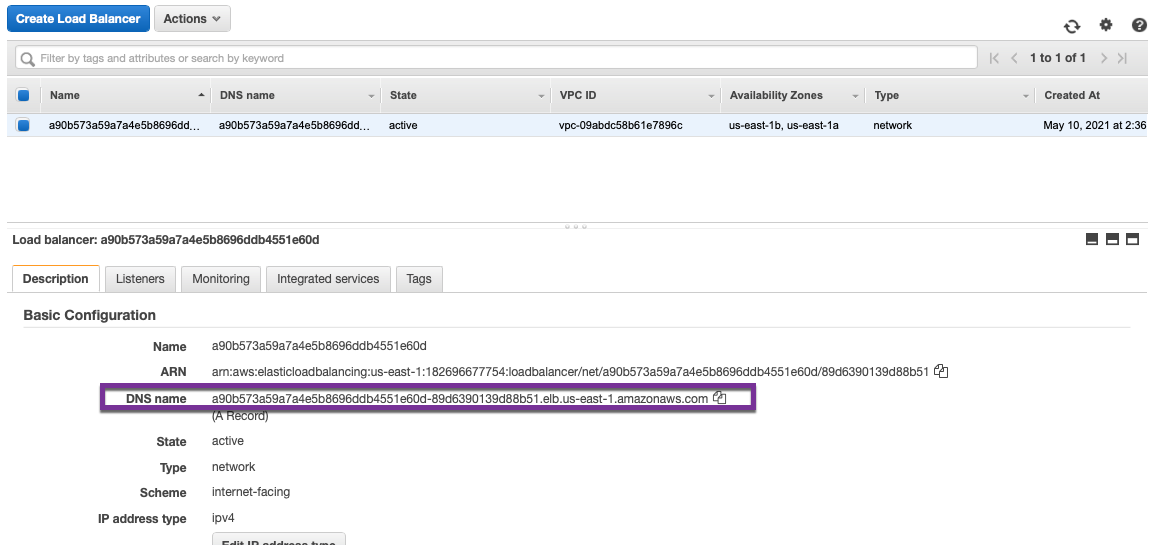 Create Load Balancer Actions
Filter by tags and attributes or search by keyword 1 to 1 of 1
Name DNS name State VPC ID Availability Zones Type Created At
a90b573a59a7a4e5b8696dd... a90b573a59a7a4e5b8696dd... active vpc-09abdc58b61e7896c us-east-1b, us-east-1a network May 10, 2021 at 2:36
Load balancer: a90b573a59a7a4e5b8696ddb4551e60d
Description Listeners Monitoring Integrated services Tags
Basic Configuration
Name a90b573a59a7a4e5b8696ddb4551e60d
ARN arn:aws:elasticloadbalancing:us-east-1:182696677754:loadbalancer/net/a90b573a59a7a4e5b8696ddb4551e60d/89d6390139d88b51
DNS name a90b573a59a7a4e5b8696ddb4551e60d-89d6390139d88b51.elb.us-east-1.amazonaws.com
(A Record)
State active
Type network
Scheme internet-facing
IP address type ipv4
Edit IP address type